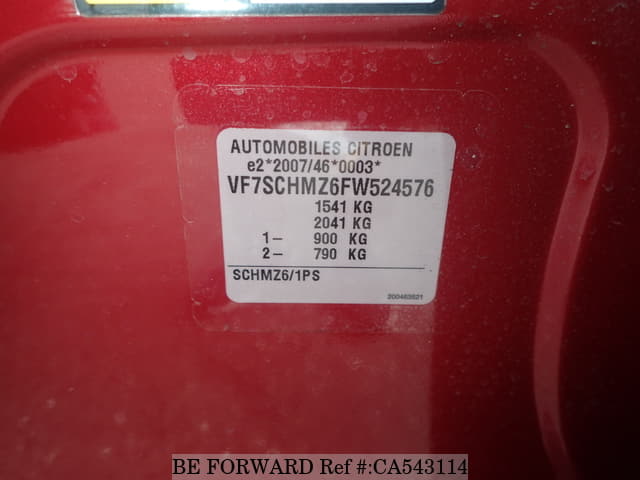 AUTOMOBILES CITROEN
e2*2007/46*0003*
VF7SCHMZ6FW524576
1541 KG
2041 KG
1- 900 KG
2- 790 KG
SCHMZ6/1PS
200463621
BE FORWARD Ref #:CA543114